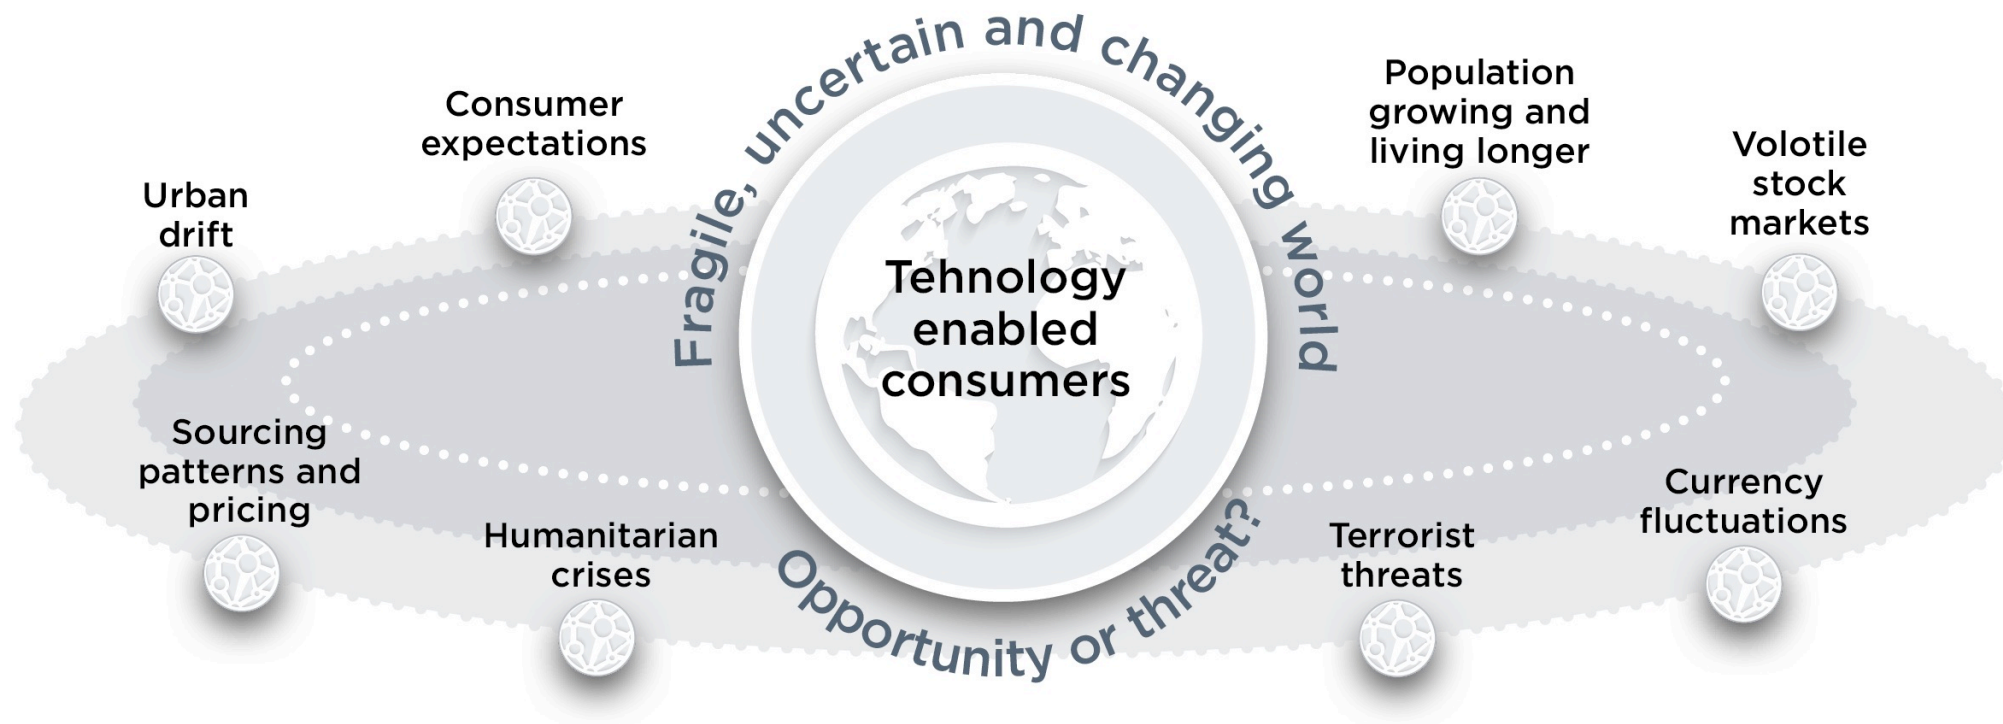 Fragile, uncertain and changing world
Consumer
expectations
Population
growing and
living longer
Urban
drift
Volotile
stock
markets
Tehnology
enabled
consumers
Sourcing
patterns and
pricing
Humanitarian
crises
Terrorist
threats
Currency
fluctuations
Opportunity or threat?